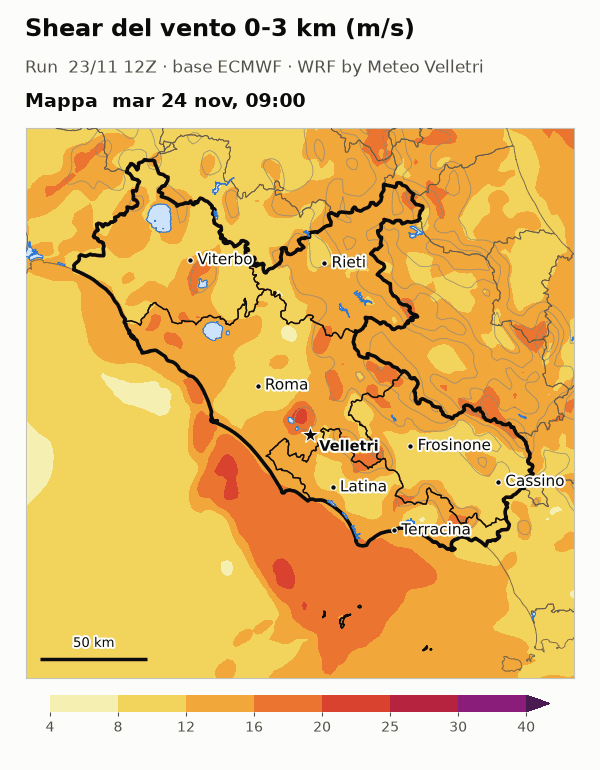 Shear del vento 0-3 km (m/s)
Run  23/11 12Z · base ECMWF · WRF by Meteo Velletri
Mappa  mar 24 nov, 09:00
Viterbo
Rieti
Roma
Velletri
Frosinone
Latina
Cassino
Terracina
50 km
4 8 12 16 20 25 30 40